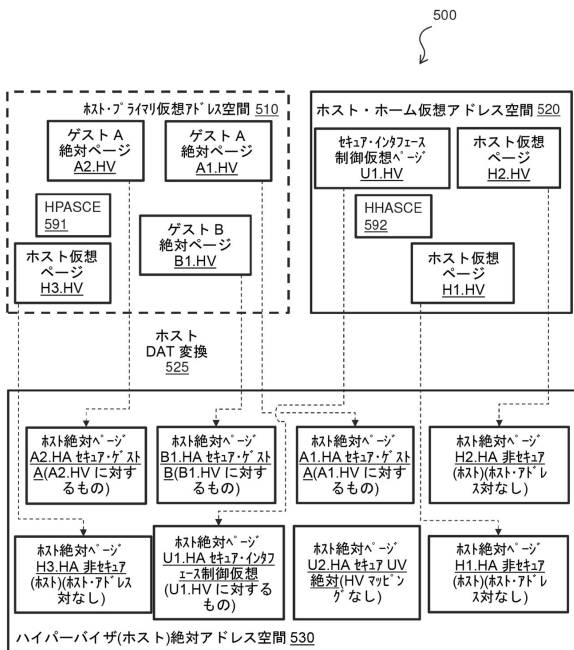 500
ホスト・プライマリ仮想アドレス空間 510
ゲスト A
絶対ページ
A2.HV
ゲスト A
絶対ページ
A1.HV
HPASCE
591
ゲスト B
絶対ページ
B1.HV
ホスト仮想
ページ
H3.HV
ホスト・ホーム仮想アドレス空間 520
セキュア・インタフェース
制御仮想ページ
U1.HV
ホスト仮想
ページ
H2.HV
HHASCE
592
ホスト仮想
ページ
H1.HV
ホスト
DAT 変換
525
ホスト絶対ページ
A2.HA セキュア・ゲスト
A(A2.HV に対す
るもの)
ホスト絶対ページ
B1.HA セキュア・ゲスト
B(B1.HV に対す
るもの)
ホスト絶対ページ
A1.HA セキュア・ゲスト
A(A1.HV に対す
るもの)
ホスト絶対ページ
H2.HA 非セキュア
(ホスト)(ホスト・アドレ
ス対なし)
ホスト絶対ページ
H3.HA 非セキュア
(ホスト)(ホスト・アドレス
対なし)
ホスト絶対ページ
U1.HA セキュア・インタフ
ェース制御仮想
(U1.HV に対する
もの)
ホスト絶対ページ
U2.HA セキュア UV
絶対(HV マッピン
グなし)
ホスト絶対ページ
H1.HA 非セキュア
(ホスト)(ホスト・アドレ
ス対なし)
ハイパーバイザ(ホスト)絶対アドレス空間 530